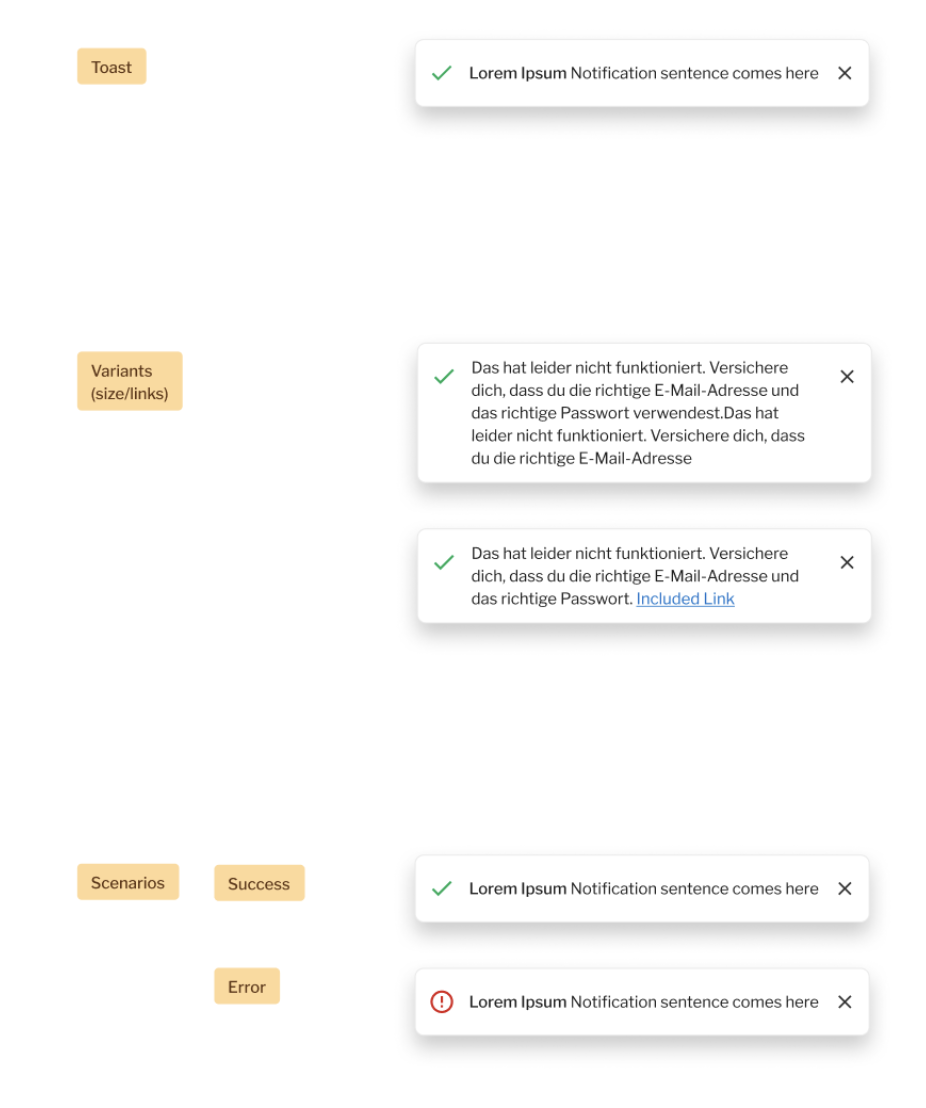 Toast
Lorem Ipsum Notification sentence comes here
Variants
(size/links)
Das hat leider nicht funktioniert. Versichere
dich, dass du die richtige E-Mail-Adresse und
das richtige Passwort verwendest.Das hat
leider nicht funktioniert. Versichere dich, dass
du die richtige E-Mail-Adresse
Das hat leider nicht funktioniert. Versichere
dich, dass du die richtige E-Mail-Adresse und
das richtige Passwort. Included Link
Scenarios
Success
Lorem Ipsum Notification sentence comes here
Error
Lorem Ipsum Notification sentence comes here